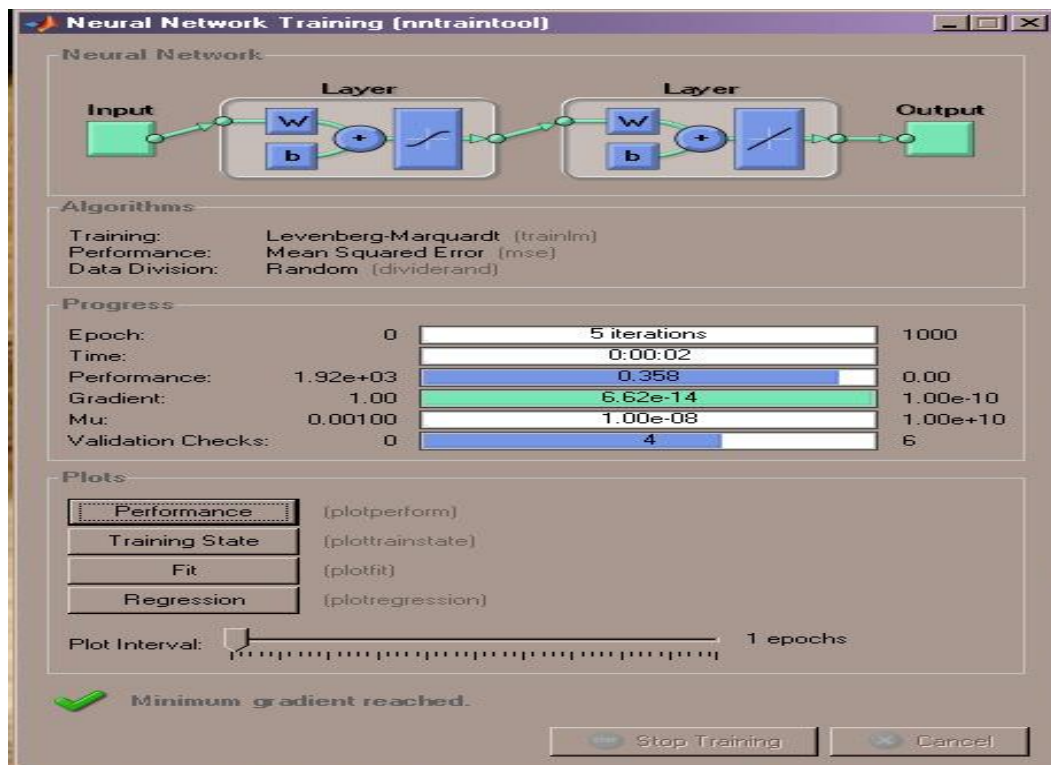 Neural Network Training (nntraintool)
Neural Network
Layer Layer
Input Output
W W
+ +
b b
Algorithms
Training: Levenberg-Marquardt (trainlm)
Performance: Mean Squared Error (mse)
Data Division: Random (dividerand)
Progress
Epoch: 0 5 iterations 1000
Time: 0:00:02
Performance: 1.92e+03 0.358 0.00
Gradient: 1.00 6.62e-14 1.00e-10
Mu: 0.00100 1.00e-08 1.00e+10
Validation Checks: 0 4 6
Plots
Performance (plotperform)
Training State (plottrainstate)
Fit (plotfit)
Regression (plotregression)
Plot Interval: 1 epochs
Minimum gradient reached.
Stop Training Cancel